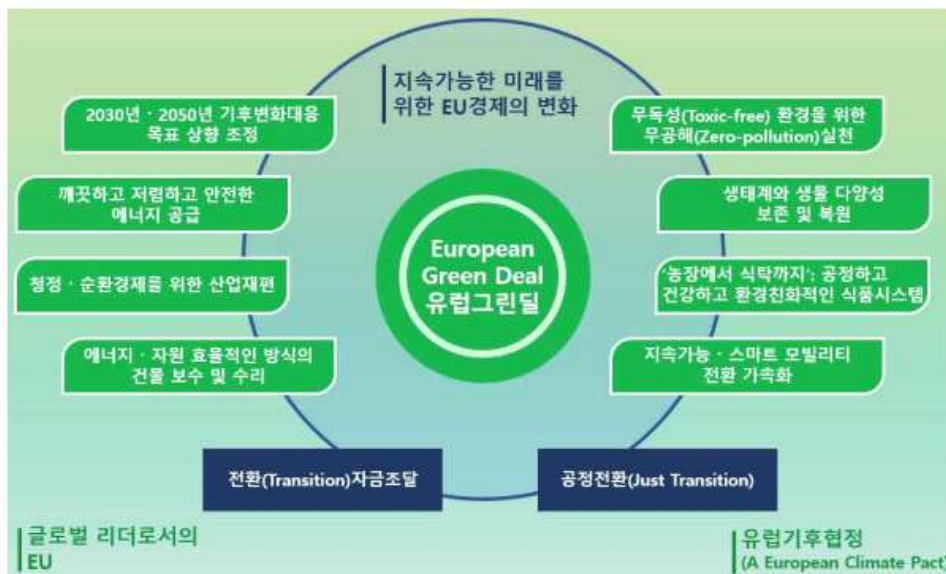 지속가능한 미래를
위한 EU경제의 변화
2030년 · 2050년 기후변화대응
목표 상향 조정
깨끗하고 저렴하고 안전한
에너지 공급
청정 · 순환경제를 위한 산업재편
에너지 · 자원 효율적인 방식의
건물 보수 및 수리
European
Green Deal
유럽그린딜
무독성(Toxic-free) 환경을 위한
무공해(Zero-pollution)실천
생태계와 생물 다양성
보존 및 복원
'농장에서 식탁까지': 공정하고
건강하고 환경친화적인 식품시스템
지속가능 · 스마트 모빌리티
전환 가속화
전환(Transition)자금조달
공정전환(Just Transition)
글로벌 리더로서의
EU
유럽기후협정
(A European Climate Pact)